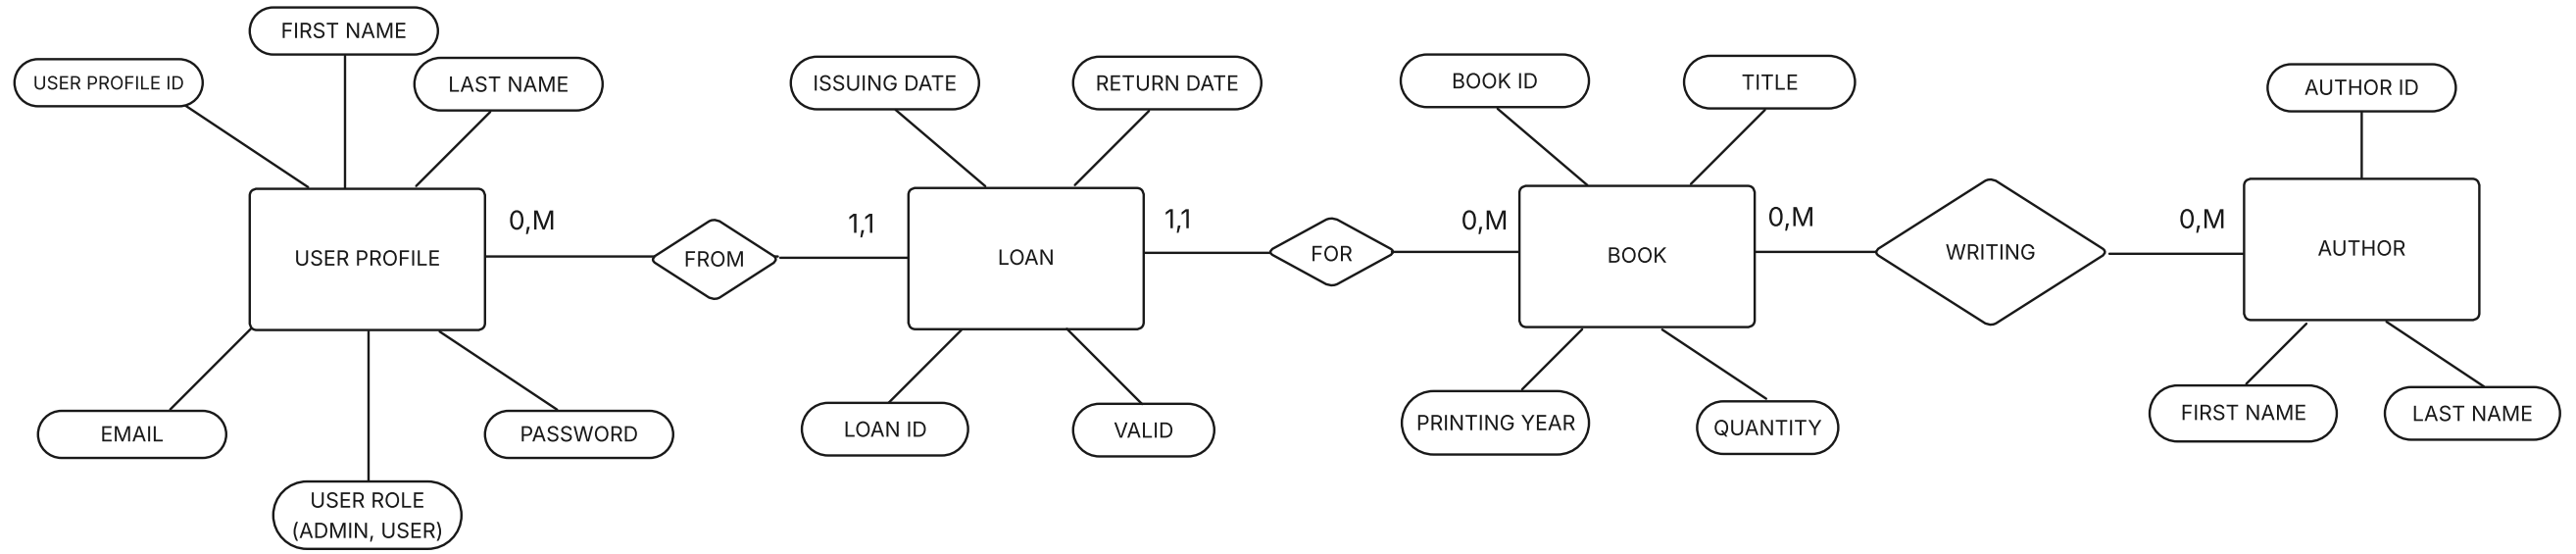 FIRST NAME
USER PROFILE ID
LAST NAME
ISSUING DATE
RETURN DATE
BOOK ID
TITLE
AUTHOR ID
0,M
1,1
1,1
0,M
0,M
0,M
USER PROFILE
FROM
LOAN
FOR
BOOK
WRITING
AUTHOR
EMAIL
PASSWORD
LOAN ID
VALID
PRINTING YEAR
QUANTITY
FIRST NAME
LAST NAME
USER ROLE
(ADMIN, USER)